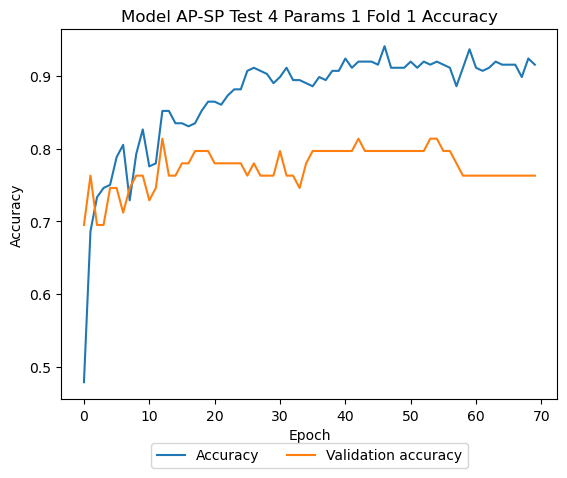 Model AP-SP Test 4 Params 1 Fold 1 Accuracy
0.9
0.8
0.7
0.6
0.5
Accuracy
0 10 20 30 40 50 60 70
Epoch
Accuracy Validation accuracy